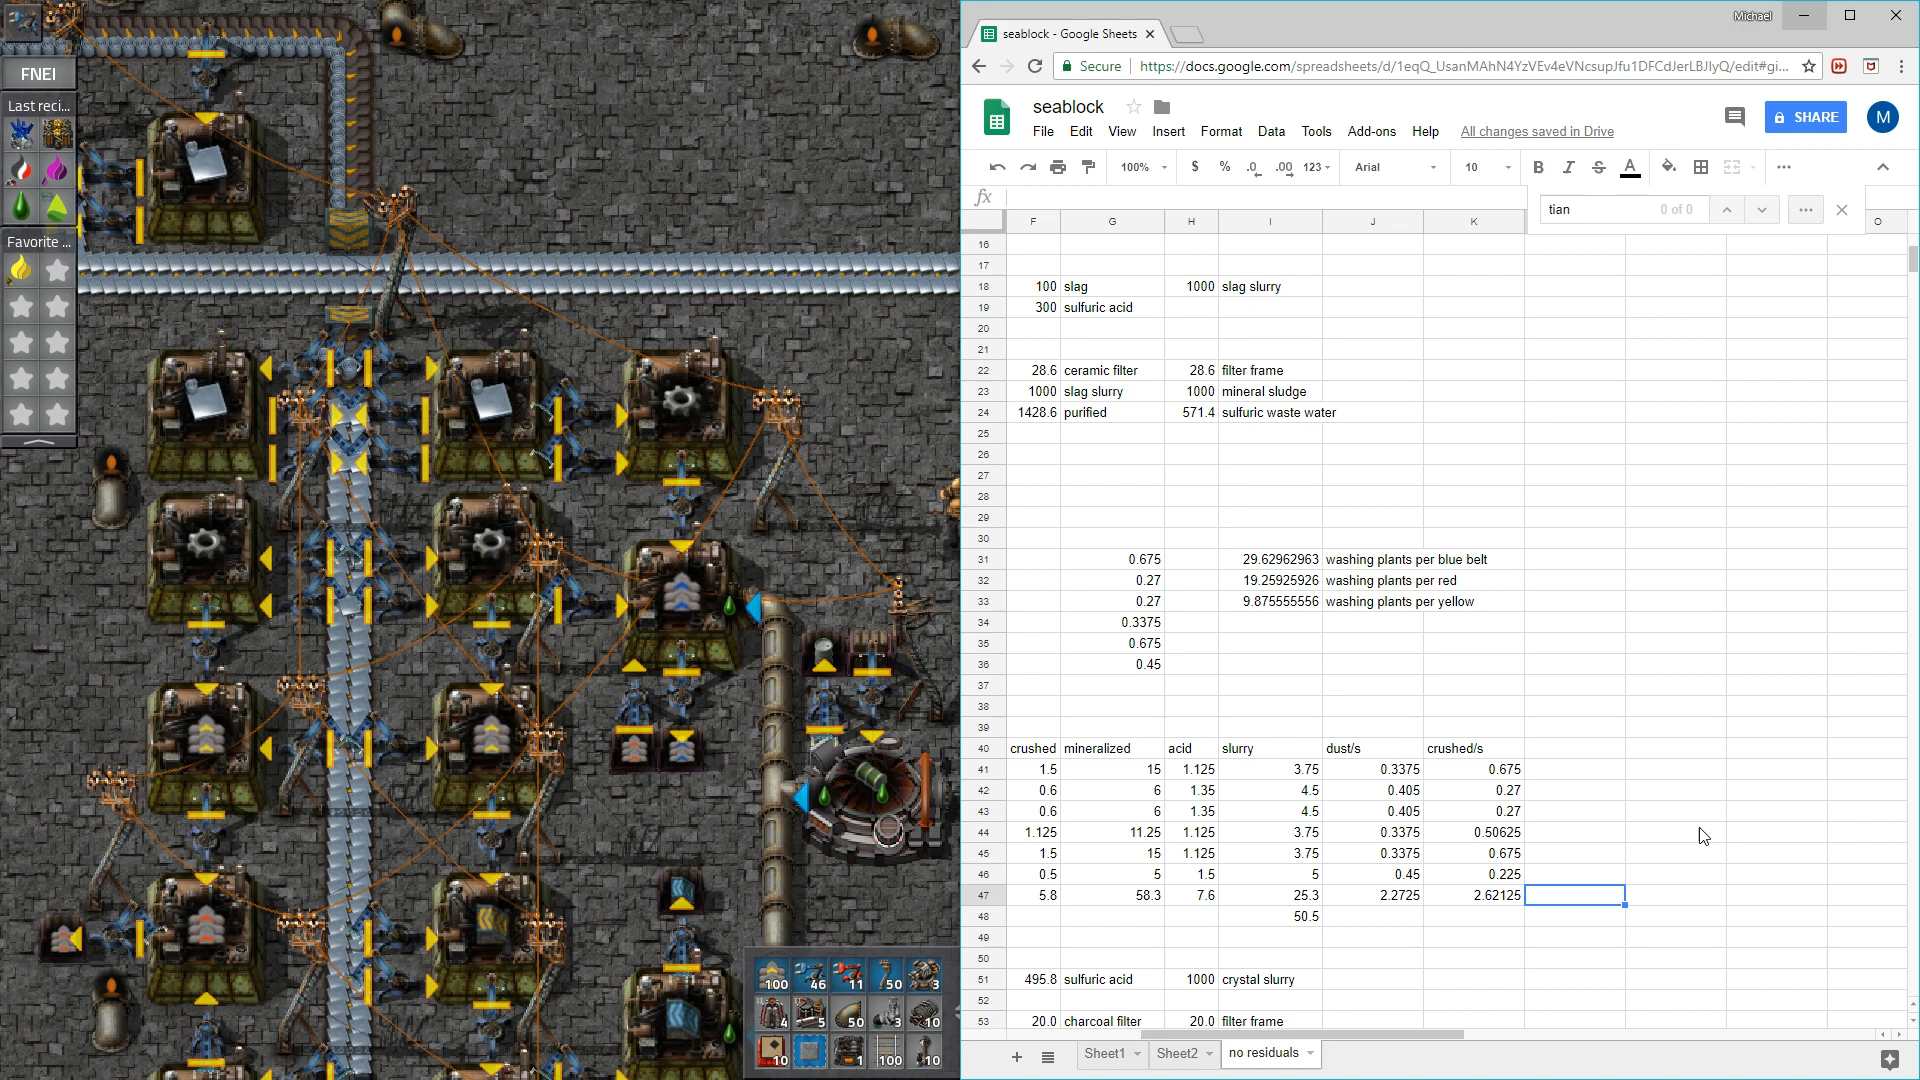 FNEI
Last reci...
Favorite ...
100 46 11 50 3
4 5 50 3 10
10 1 100 10
Michael
seablock - Google Sheets
Secure https://docs.google.com/spreadsheets/d/1eqQ_UsanMAhN4YzVEv4eVNcsupJfu1DFCdJerLBJIyQ/edit#gi...
seablock
File Edit View Insert Format Data Tools Add-ons Help All changes saved in Drive
SHARE
M
100% $ % .0 .00 123 Arial 10 B I S A
fx
tian 0 of 0
F G H I J K O
16
17
18 100 slag 1000 slag slurry
19 300 sulfuric acid
20
21
22 28.6 ceramic filter 28.6 filter frame
23 1000 slag slurry 1000 mineral sludge
24 1428.6 purified 571.4 sulfuric waste water
25
26
27
28
29
30
31 0.675 29.62962963 washing plants per blue belt
32 0.27 19.25925926 washing plants per red
33 0.27 9.875555556 washing plants per yellow
34 0.3375
35 0.675
36 0.45
37
38
39
40 crushed mineralized acid slurry dust/s crushed/s
41 1.5 15 1.125 3.75 0.3375 0.675
42 0.6 6 1.35 4.5 0.405 0.27
43 0.6 6 1.35 4.5 0.405 0.27
44 1.125 11.25 1.125 3.75 0.3375 0.50625
45 1.5 15 1.125 3.75 0.3375 0.675
46 0.5 5 1.5 5 0.45 0.225
47 5.8 58.3 7.6 25.3 2.2725 2.62125
48 50.5
49
50
51 495.8 sulfuric acid 1000 crystal slurry
52
53 20.0 charcoal filter 20.0 filter frame
Sheet1 Sheet2 no residuals